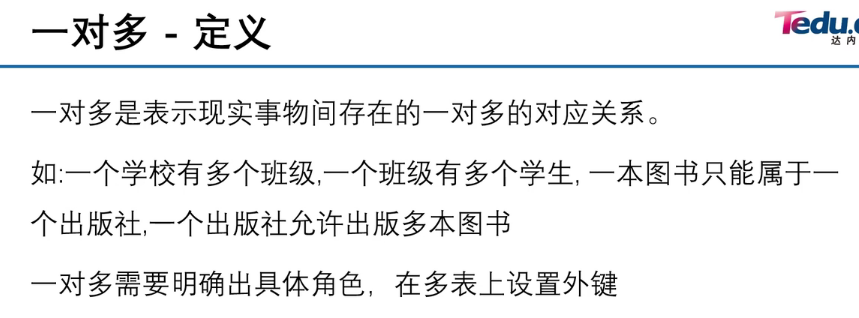 一对多 - 定义
Tedu.c
达内
一对多是表示现实事物间存在的一对多的对应关系。
如:一个学校有多个班级,一个班级有多个学生, 一本图书只能属于一
个出版社,一个出版社允许出版多本图书
一对多需要明确出具体角色，在多表上设置外键